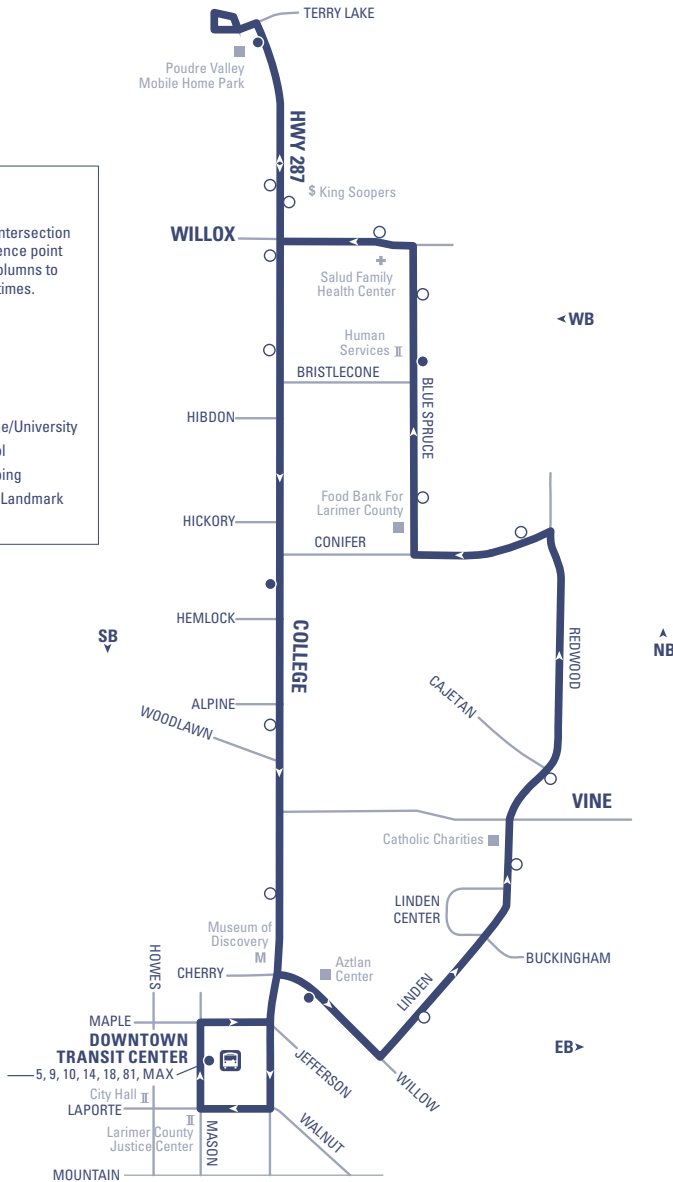 TERRY LAKE
Poudre Valley
Mobile Home Park
HWY 287
$ King Soopers
ntersection
ence point
olumns to
times.
WILLOX
Salud Family
Health Center
WB
Human
Services
BRISTLECONE
BLUE SPRUCE
HIBDON
e/University
ol
ping
Landmark
Food Bank For
Larimer County
HICKORY
CONIFER
HEMLOCK
COLLEGE
SB
REDWOOD
NB
CAJETAN
ALPINE
WOODLAWN
VINE
Catholic Charities
LINDEN
CENTER
Museum of
Discovery
M
Aztlan
Center
BUCKINGHAM
HOWES
CHERRY
LINDEN
MAPLE
DOWNTOWN
TRANSIT CENTER
5, 9, 10, 14, 18, 81, MAX
JEFFERSON
WILLOW
EB
City Hall
LAPORTE
Larimer County
Justice Center
MASON
WALNUT
MOUNTAIN